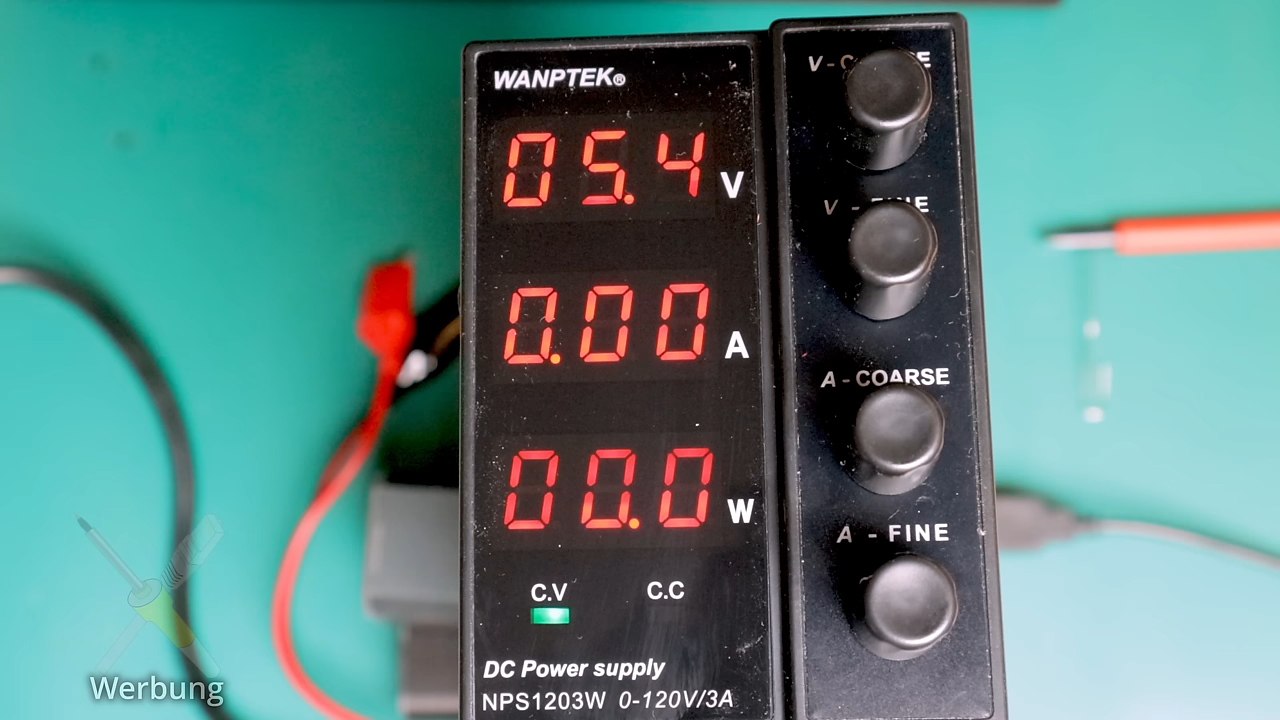 WANPTEK®
05.4 V
0.00 A
00.0 W
C.V C.C
DC Power supply
NPS1203W 0-120V/3A
A-COARSE
A - FINE
Werbung